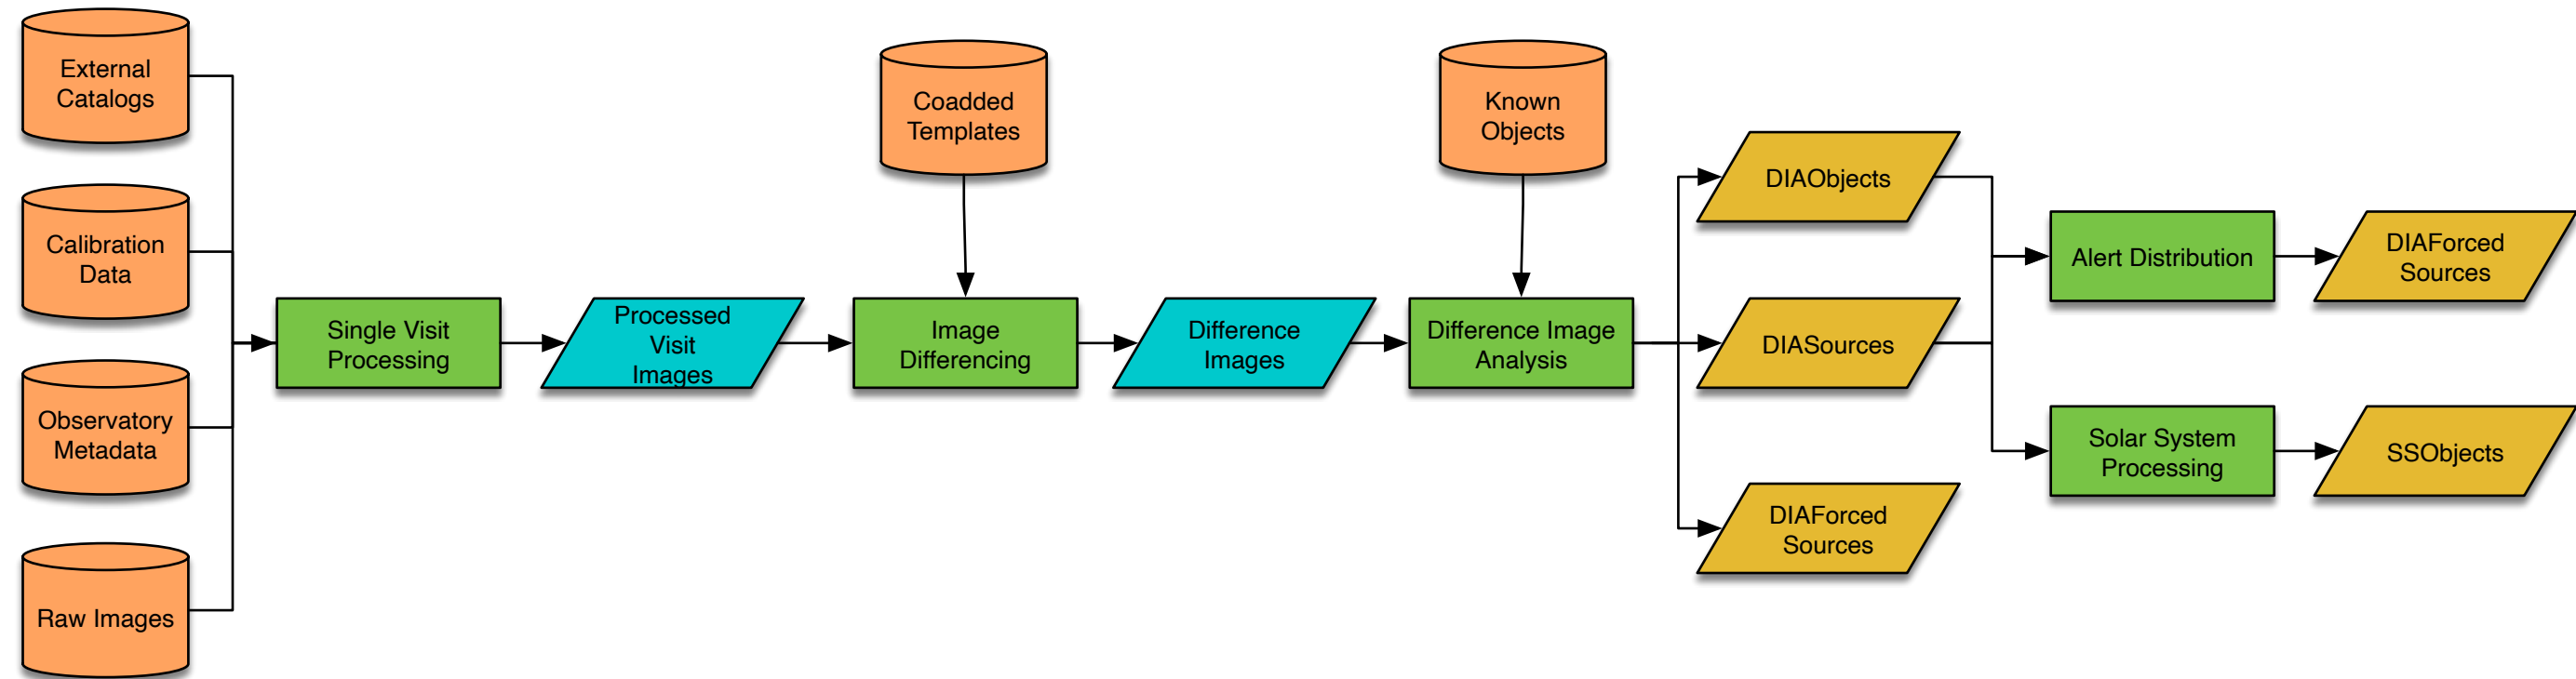 External
Catalogs
Calibration
Data
Observatory
Metadata
Raw Images
Single Visit
Processing
Processed
Visit
Images
Coadded
Templates
Image
Differencing
Difference
Images
Known
Objects
Difference Image
Analysis
DIAObjects
DIASources
DIAForced
Sources
Alert Distribution
DIAForced
Sources
Solar System
Processing
SSObjects